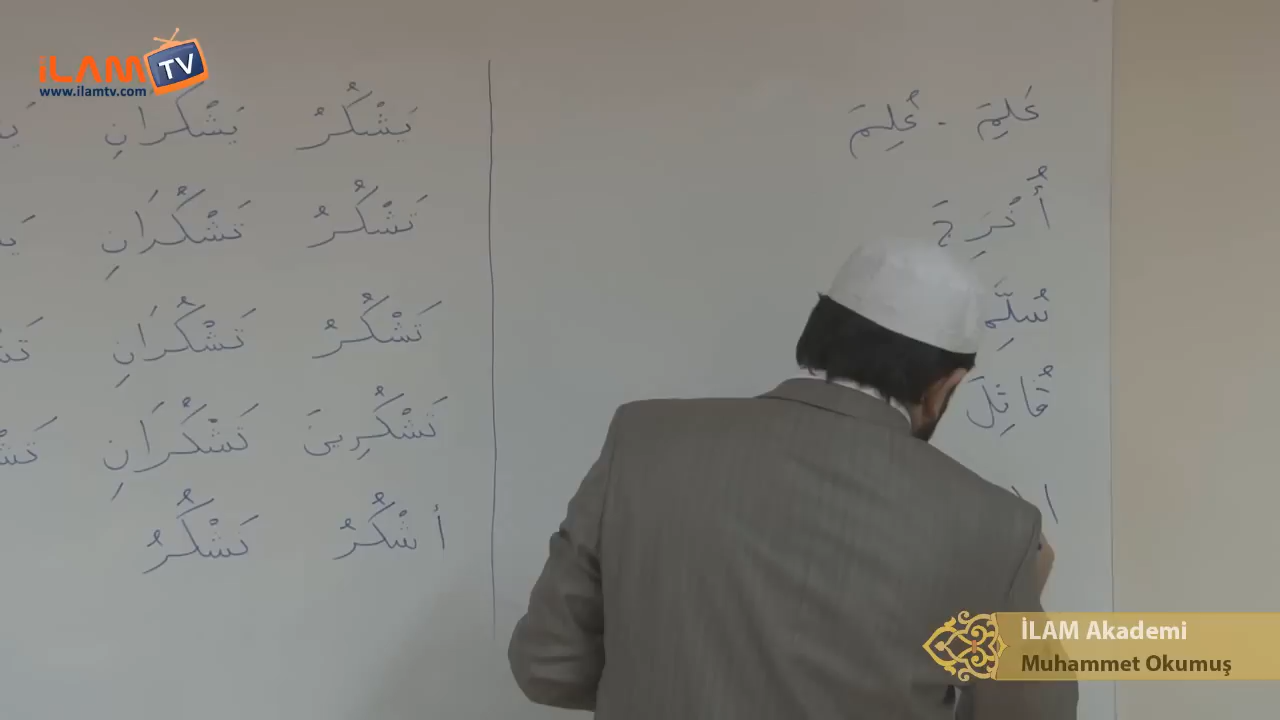 iLAM TV
www.ilamtv.com
عَلِمَ - عُلِمَ
أُخْرِجَ
سُلِّمَ
قُاتِلَ
يَشْكُرُ يَشْكُرَانِ
تَشْكُرُ تَشْكُرَانِ
تَشْكُرُ تَشْكُرَانِ
تَشْكُرِينَ تَشْكُرَانِ
أَشْكُرُ نَشْكُرُ
İLAM Akademi
Muhammet Okumuş